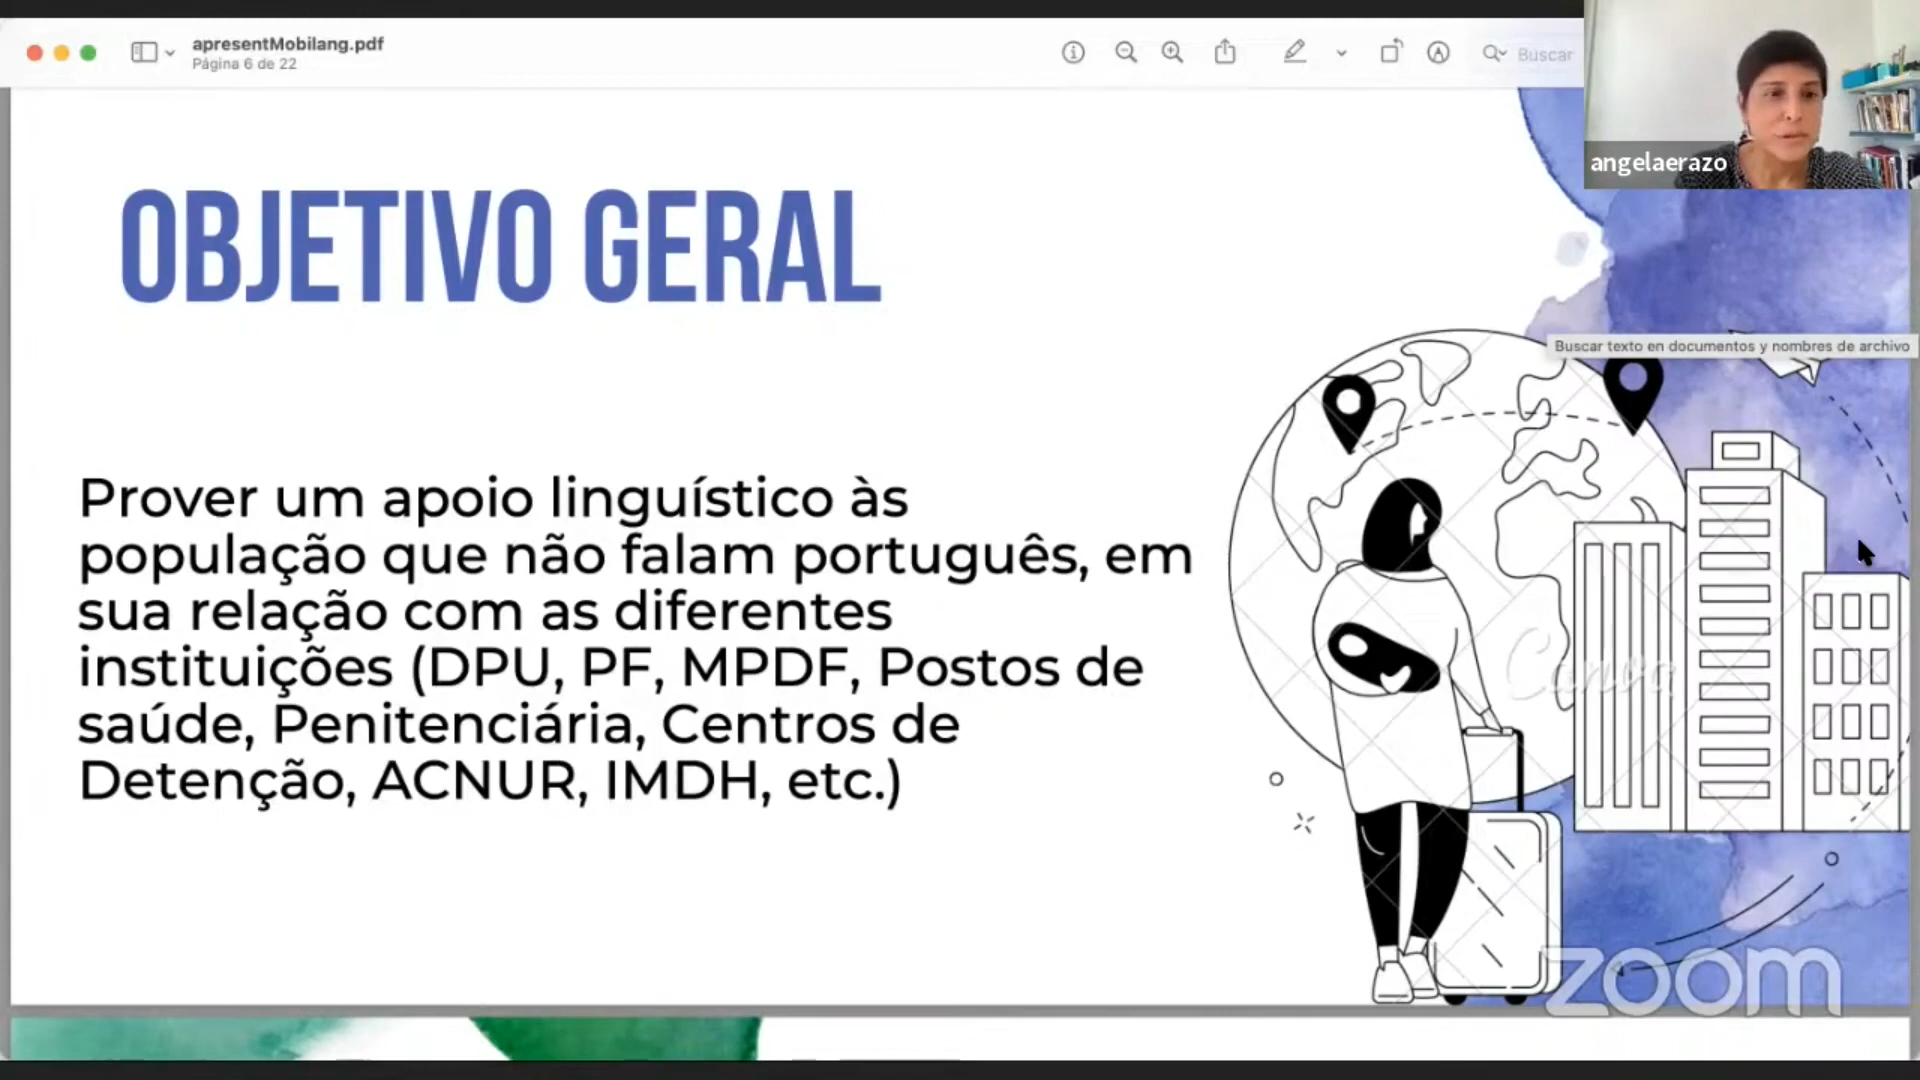 apresentMobilang.pdf
Página 6 de 22
Buscar
angelaerazo
OBJETIVO GERAL
Buscar texto en documentos y nombres de archivo
Prover um apoio linguístico às
população que não falam português, em
sua relação com as diferentes
instituições (DPU, PF, MPDF, Postos de
saúde, Penitenciária, Centros de
Detenção, ACNUR, IMDH, etc.)
Canva
zoom